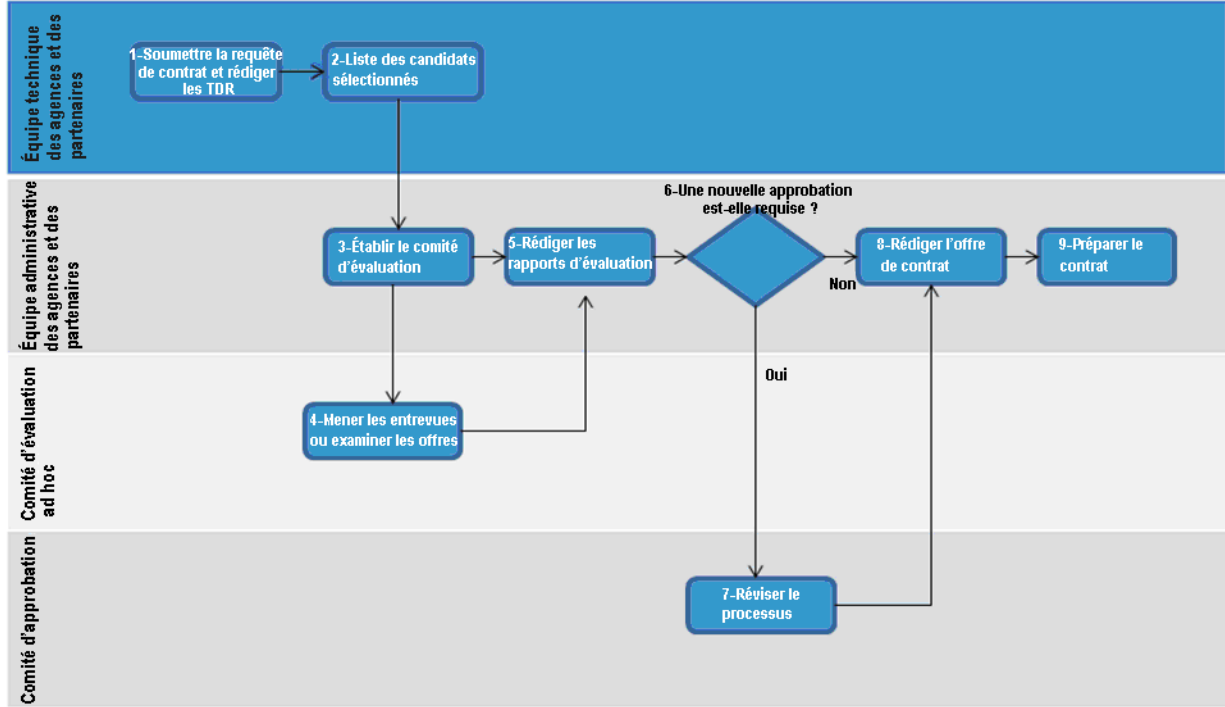 Équipe technique
des agences et des
partenaires
1-Soumettre la requête
de contrat et rédiger
les TDR
2-Liste des candidats
sélectionnés
Équipe administrative
des agences et des
partenaires
3-Établir le comité
d'évaluation
5-Rédiger les
rapports d'évaluation
6-Une nouvelle approbation
est-elle requise ?
Non
8-Rédiger l'offre
de contrat
9-Préparer le
contrat
Oui
Comité d'évaluation
ad hoc
4-Mener les entrevues
ou examiner les offres
Comité d'approbation
7-Réviser le
processus